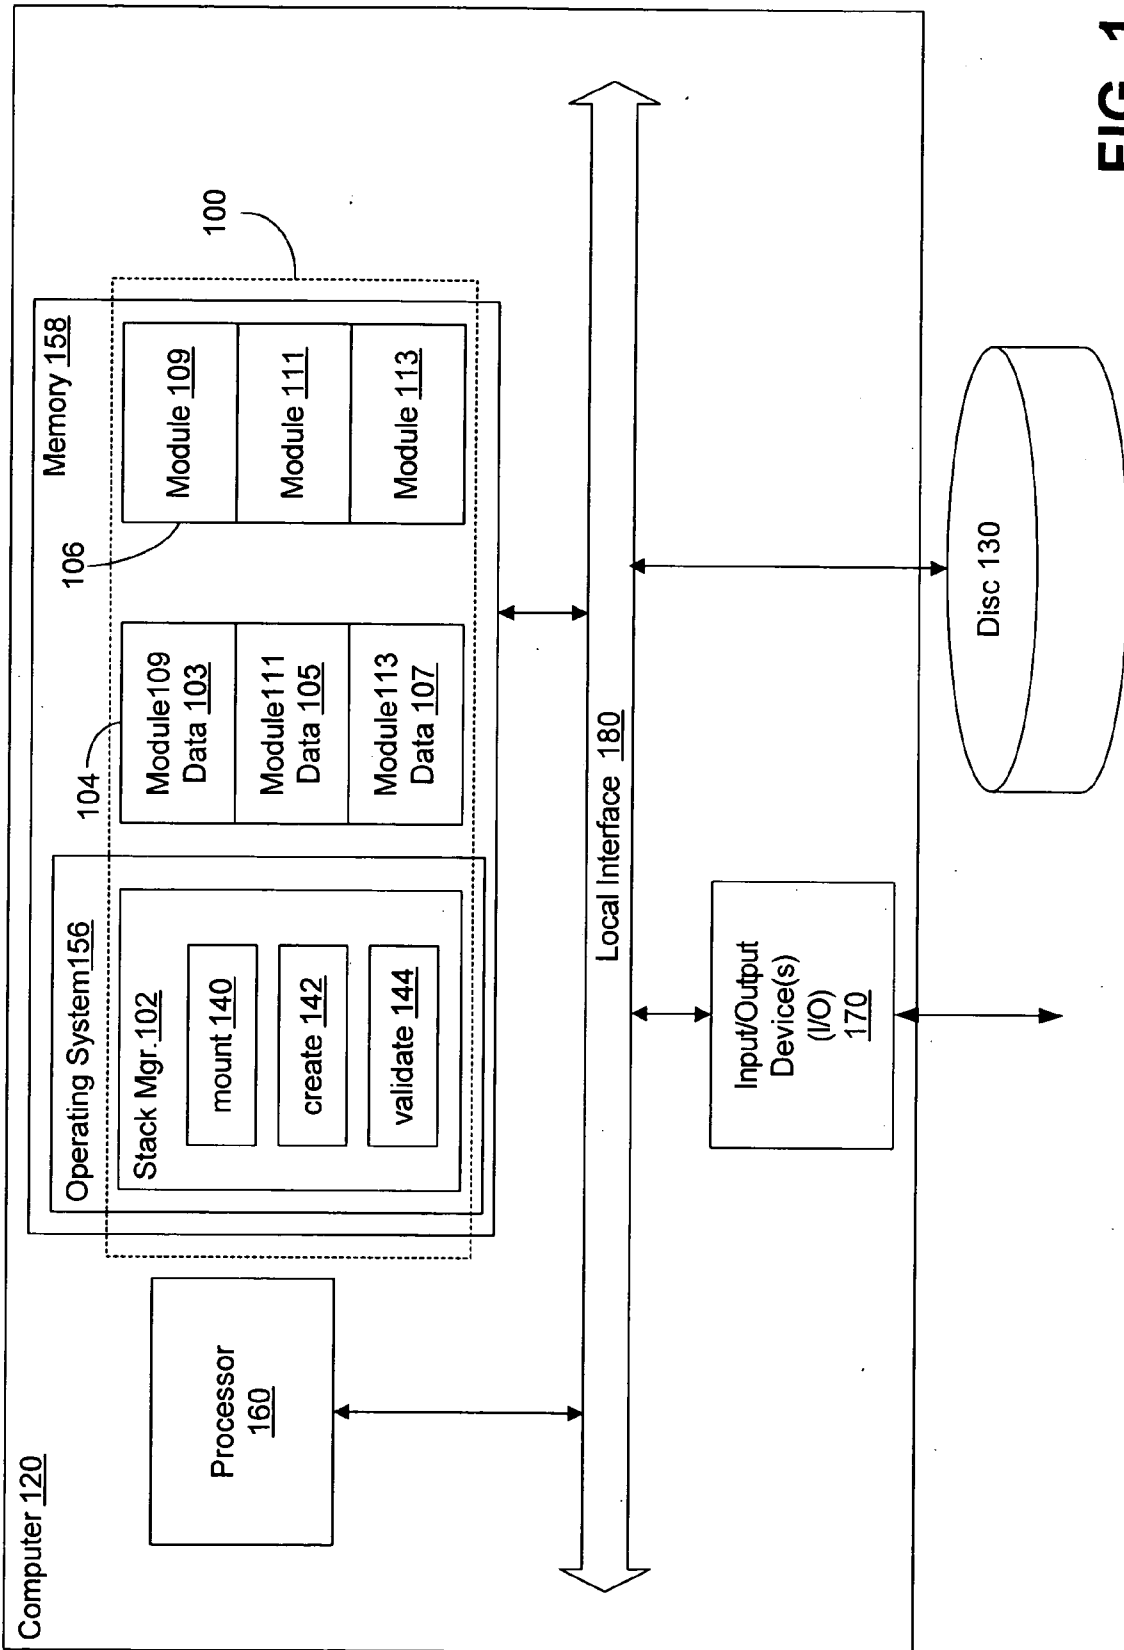 Computer 120
Memory 158
Operating System156
Stack Mgr.102
mount 140
create 142
validate 144
104
Module109
Data 103
Module111
Data 105
Module113
Data 107
106
Module 109
Module 111
Module 113
100
Processor
160
Local Interface 180
Input/Output
Device(s)
(I/O)
170
Disc 130
FIG. 1